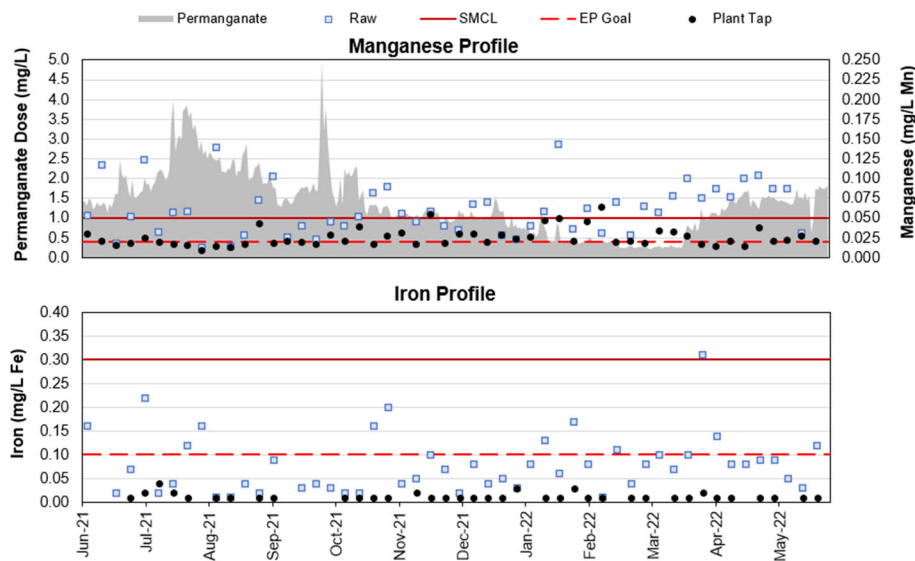 Permanganate Raw SMCL EP Goal Plant Tap
Manganese Profile
Permanganate Dose (mg/L)
5.0
4.5
4.0
3.5
3.0
2.5
2.0
1.5
1.0
0.5
0.0
0.250
0.225
0.200
0.175
0.150
0.125
0.100
0.075
0.050
0.025
0.000
Manganese (mg/L Mn)
Iron Profile
Iron (mg/L Fe)
0.40
0.35
0.30
0.25
0.20
0.15
0.10
0.05
0.00
Jun-21
Jul-21
Aug-21
Sep-21
Oct-21
Nov-21
Dec-21
Jan-22
Feb-22
Mar-22
Apr-22
May-22